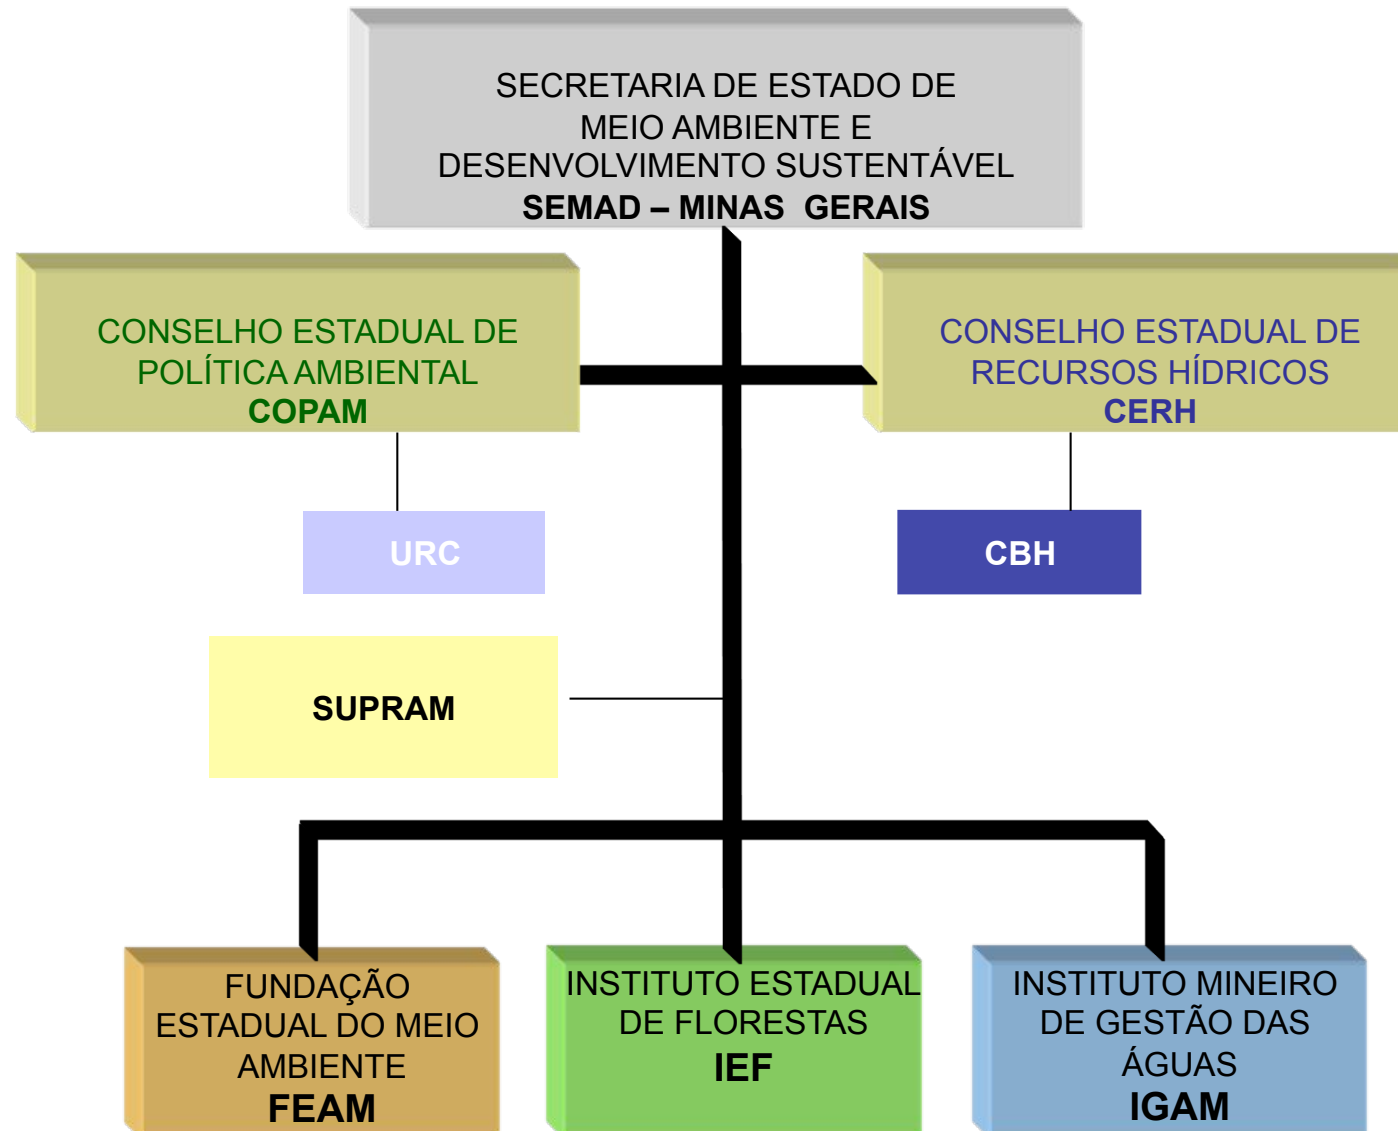 SECRETARIA DE ESTADO DE
MEIO AMBIENTE E
DESENVOLVIMENTO SUSTENTÁVEL
SEMAD – MINAS GERAIS
CONSELHO ESTADUAL DE
POLÍTICA AMBIENTAL
COPAM
CONSELHO ESTADUAL DE
RECURSOS HÍDRICOS
CERH
URC
CBH
SUPRAM
FUNDAÇÃO
ESTADUAL DO MEIO
AMBIENTE
FEAM
INSTITUTO ESTADUAL
DE FLORESTAS
IEF
INSTITUTO MINEIRO
DE GESTÃO DAS
ÁGUAS
IGAM